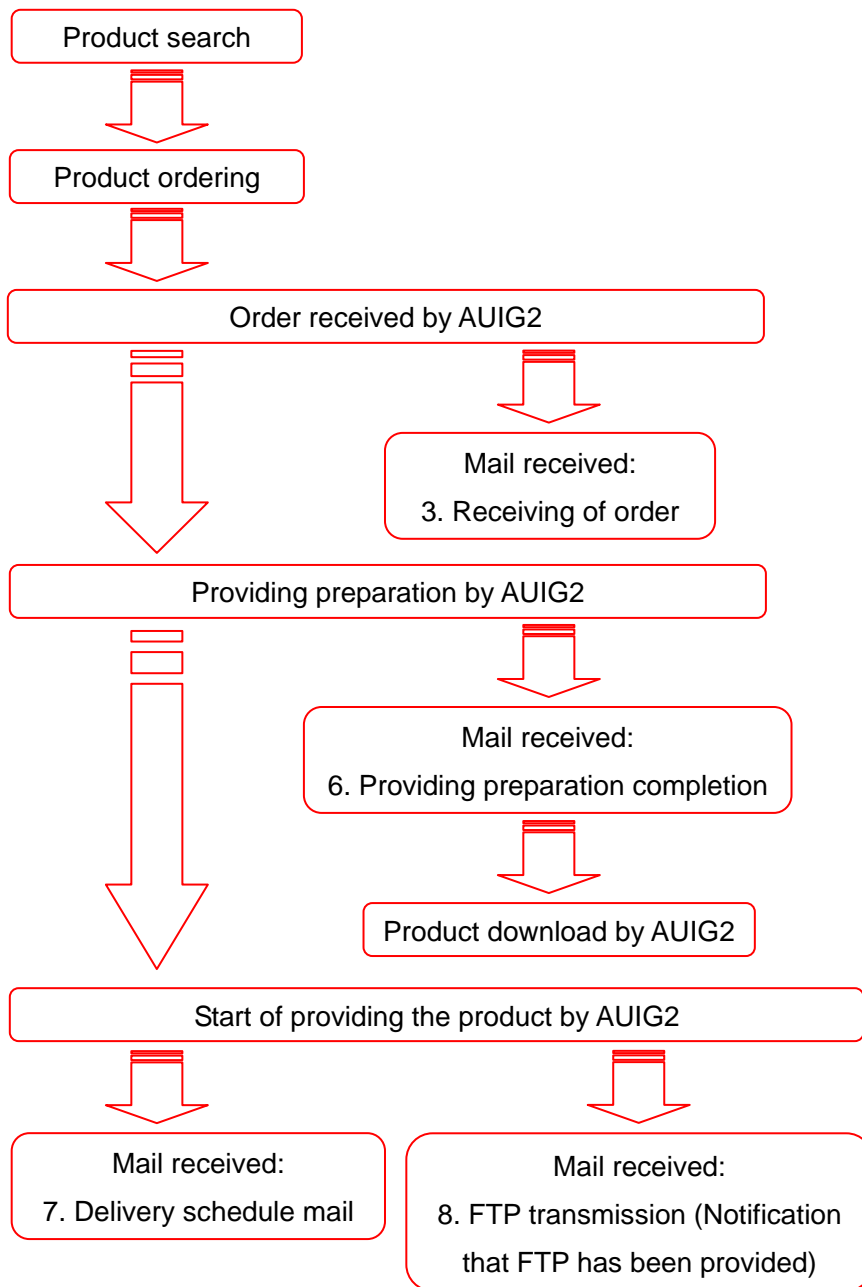 Product search
Product ordering
Order received by AUIG2
Mail received:
3. Receiving of order
Providing preparation by AUIG2
Mail received:
6. Providing preparation completion
Product download by AUIG2
Start of providing the product by AUIG2
Mail received:
7. Delivery schedule mail
Mail received:
8. FTP transmission (Notification
that FTP has been provided)